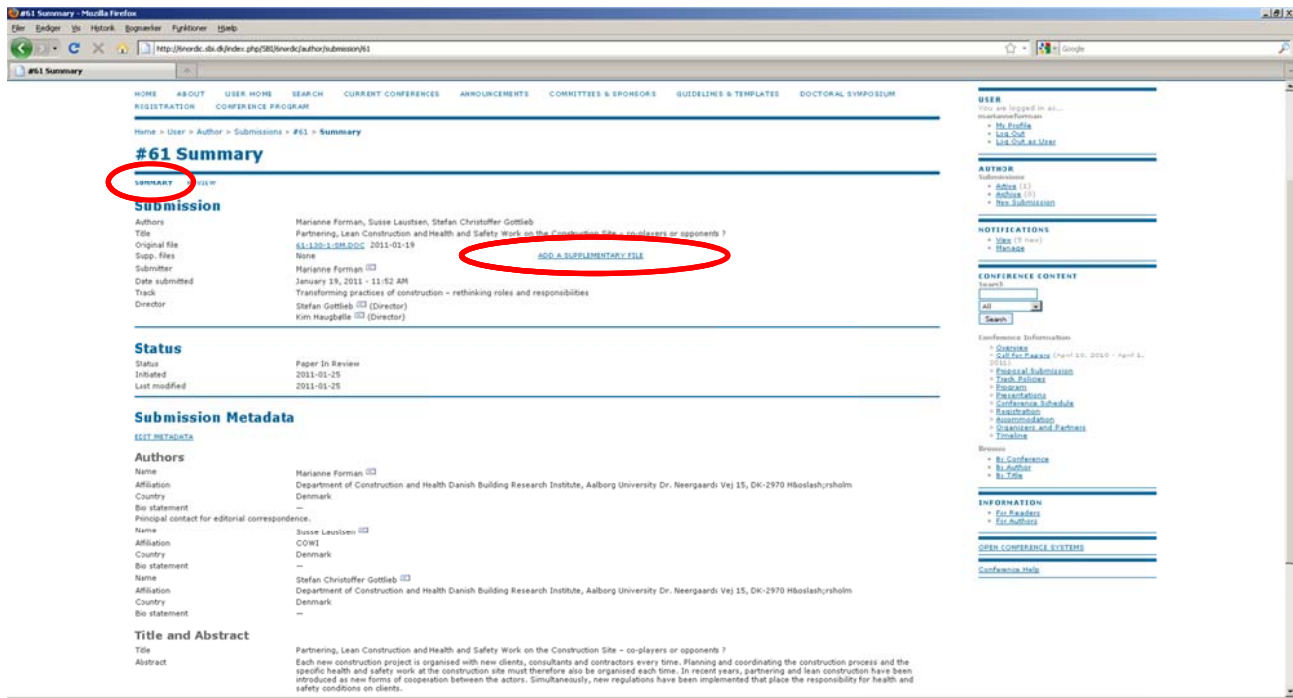 #61 Summary - Mozilla Firefox
Filer Rediger Vis Historik Bogmærker Funktioner Hjælp
http://6nordic.sbi.dk/index.php/SBI/6nordic/author/submission/61
Google
#61 Summary
HOME ABOUT USER HOME SEARCH CURRENT CONFERENCES ANNOUNCEMENTS COMMITTEES & SPONSORS GUIDELINES & TEMPLATES DOCTORAL SYMPOSIUM
REGISTRATION CONFERENCE PROGRAM
Home > User > Author > Submissions > #61 > Summary
#61 Summary
SUMMARY REVIEW
Submission
Authors Marianne Forman, Susse Laustsen, Stefan Christoffer Gottlieb
Title Partnering, Lean Construction and Health and Safety Work on the Construction Site – co-players or opponents ?
Original file 61-130-1-SM.DOC 2011-01-19
Supp. files None ADD A SUPPLEMENTARY FILE
Submitter Marianne Forman
Date submitted January 19, 2011 - 11:52 AM
Track Transforming practices of construction – rethinking roles and responsibilities
Director Stefan Gottlieb (Director)
Kim Haugbølle (Director)
Status
Status Paper In Review
Initiated 2011-01-25
Last modified 2011-01-25
Submission Metadata
EDIT METADATA
Authors
Name Marianne Forman
Affiliation Department of Construction and Health Danish Building Research Institute, Aalborg University Dr. Neergaards Vej 15, DK-2970 H&oslash;rsholm
Country Denmark
Bio statement —
Principal contact for editorial correspondence.
Name Susse Laustsen
Affiliation COWI
Country Denmark
Bio statement —
Name Stefan Christoffer Gottlieb
Affiliation Department of Construction and Health Danish Building Research Institute, Aalborg University Dr. Neergaards Vej 15, DK-2970 H&oslash;rsholm
Country Denmark
Bio statement —
Title and Abstract
Title Partnering, Lean Construction and Health and Safety Work on the Construction Site – co-players or opponents ?
Abstract Each new construction project is organised with new clients, consultants and contractors every time. Planning and coordinating the construction process and the
specific health and safety work at the construction site must therefore also be organised each time. In recent years, partnering and lean construction have been
introduced as new forms of cooperation between the actors. Simultaneously, new regulations have been implemented that place the responsibility for health and
safety conditions on clients.
USER
You are logged in as...
marianneforman
My Profile
Log Out
Log Out as User
AUTHOR
Submissions
Active (1)
Archive (0)
New Submission
NOTIFICATIONS
View (5 new)
Manage
CONFERENCE CONTENT
Search
All
Search
Conference Information
Overview
Call for Papers (April 10, 2010 - April 1,
2011)
Proposal Submission
Track Policies
Program
Presentations
Conference Schedule
Registration
Accommodation
Organizers and Partners
Timeline
Browse
By Conference
By Author
By Title
INFORMATION
For Readers
For Authors
OPEN CONFERENCE SYSTEMS
Conference Help